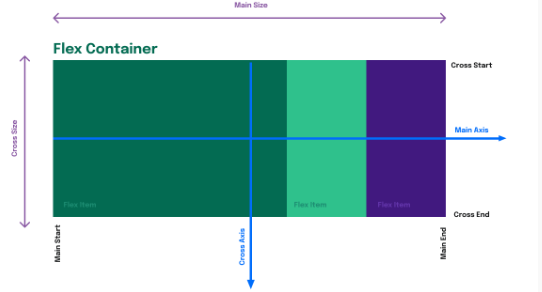 Main Size
Flex Container
Cross Start
Cross Size
Main Axis
Flex Item
Flex Item
Flex Item
Cross End
Main Start
Cross Axis
Main End